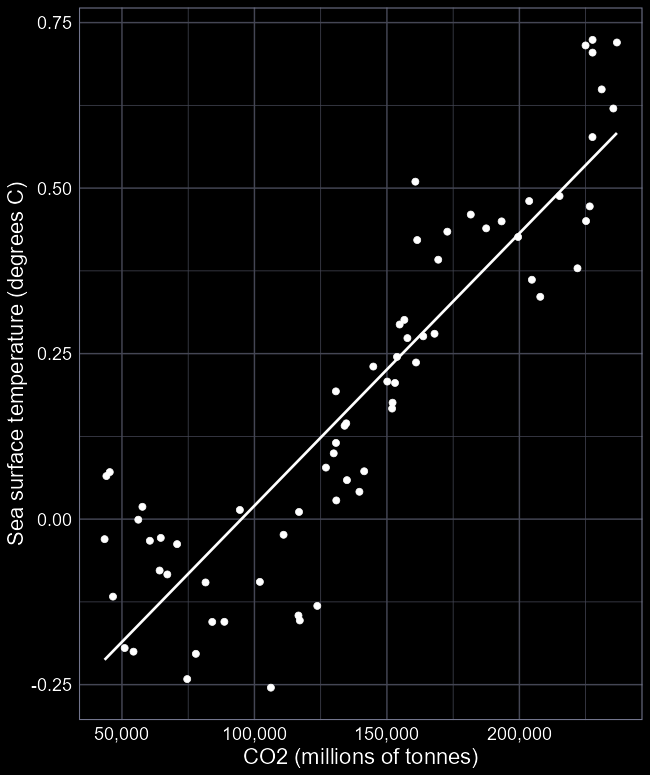 0.75
0.50
0.25
0.00
-0.25
Sea surface temperature (degrees C)
50,000 100,000 150,000 200,000
CO2 (millions of tonnes)